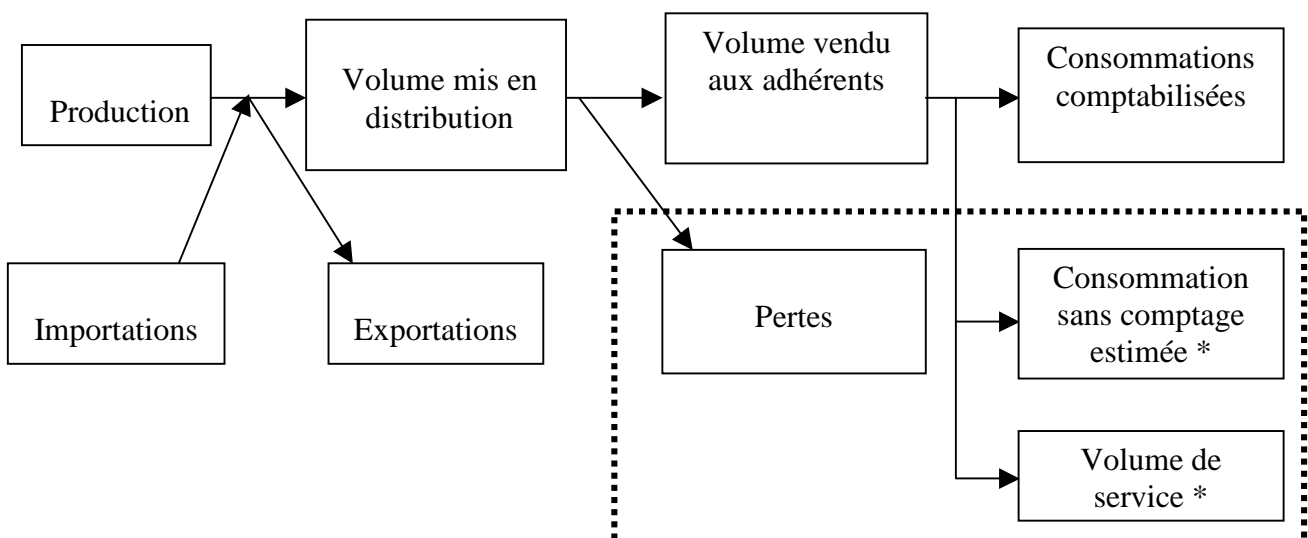 Production
Volume mis en
distribution
Volume vendu
aux adhérents
Consommations
comptabilisées
Importations
Exportations
Pertes
Consommation
sans comptage
estimée *
Volume de
service *